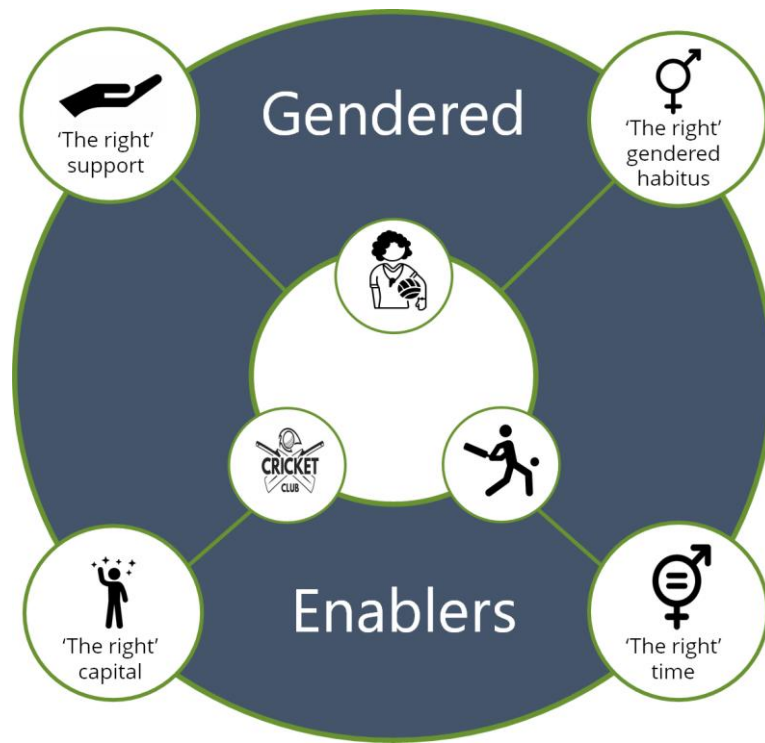 Gendered
‘The right’
support
‘The right’
gendered
habitus
CRICKET
CLUB
‘The right’
capital
Enablers
‘The right’
time